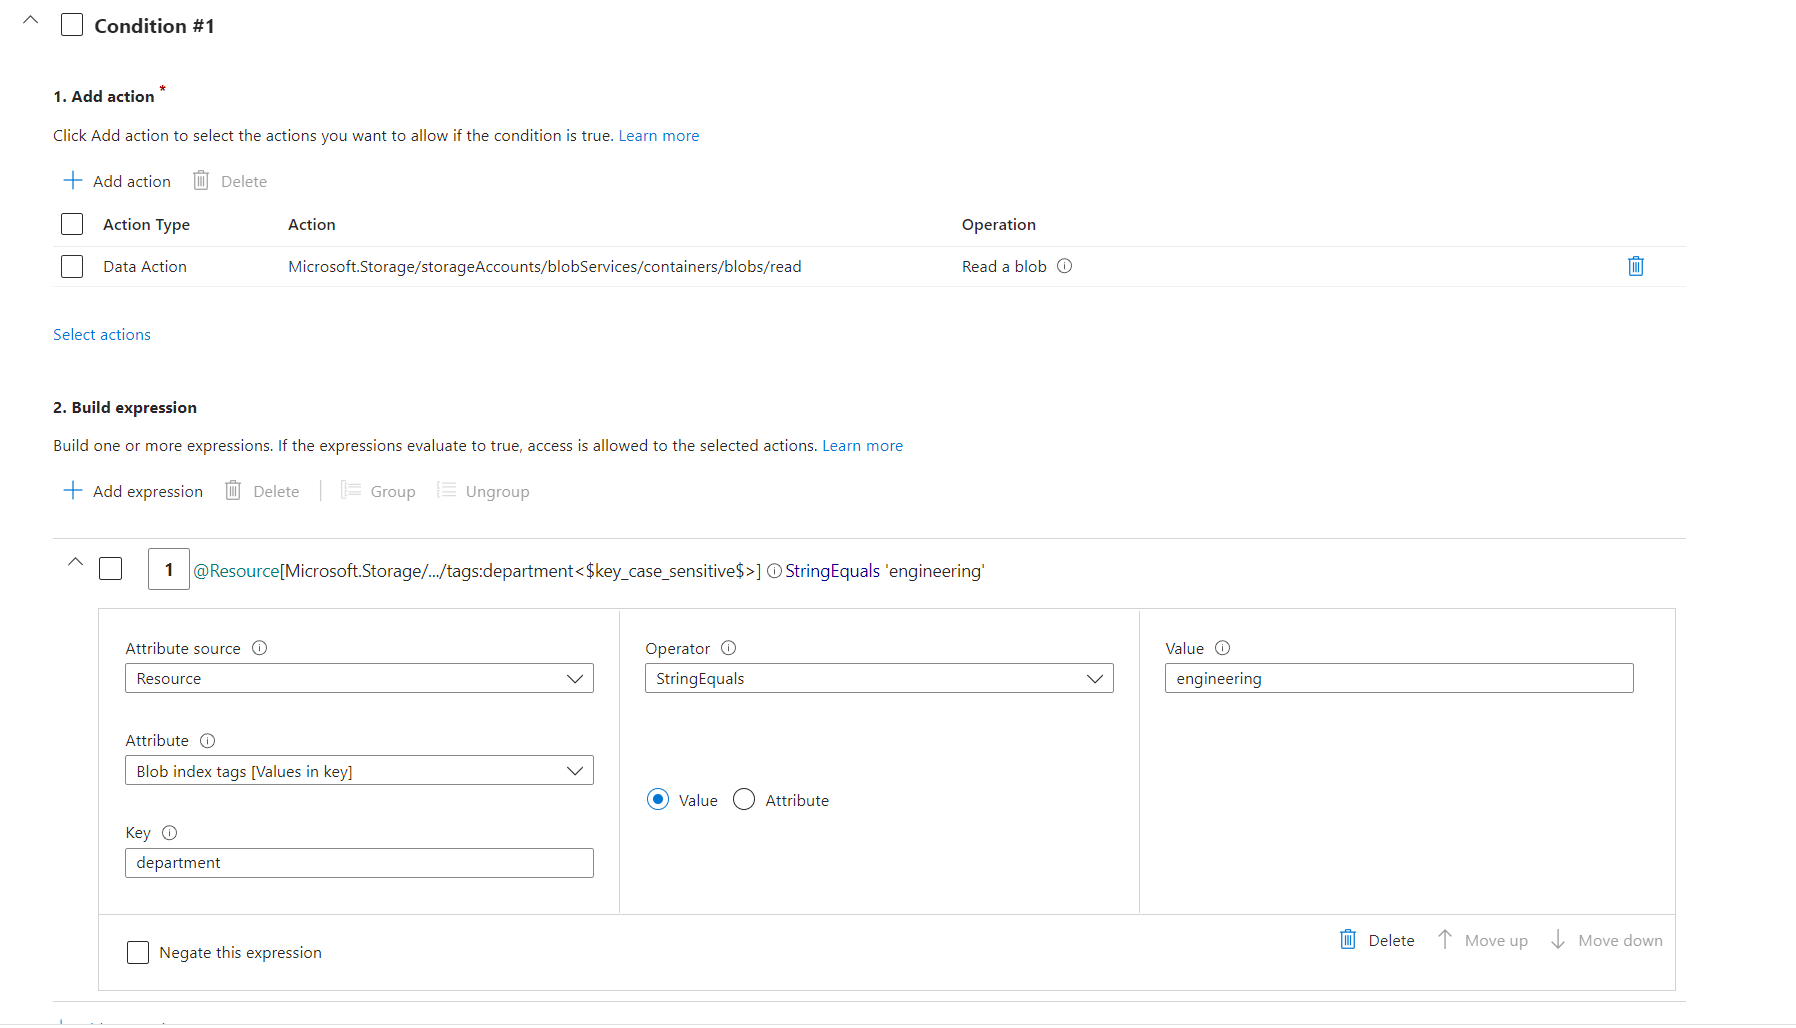 Condition #1
1. Add action *
Click Add action to select the actions you want to allow if the condition is true. Learn more
Add action Delete
Action Type Action Operation
Data Action Microsoft.Storage/storageAccounts/blobServices/containers/blobs/read Read a blob
Select actions
2. Build expression
Build one or more expressions. If the expressions evaluate to true, access is allowed to the selected actions. Learn more
Add expression Delete | Group Ungroup
1 @Resource[Microsoft.Storage/.../tags:department<$key_case_sensitive$>] StringEquals 'engineering'
Attribute source Operator Value
Resource StringEquals engineering
Attribute
Blob index tags [Values in key]
Value Attribute
Key
department
Delete Move up Move down
Negate this expression